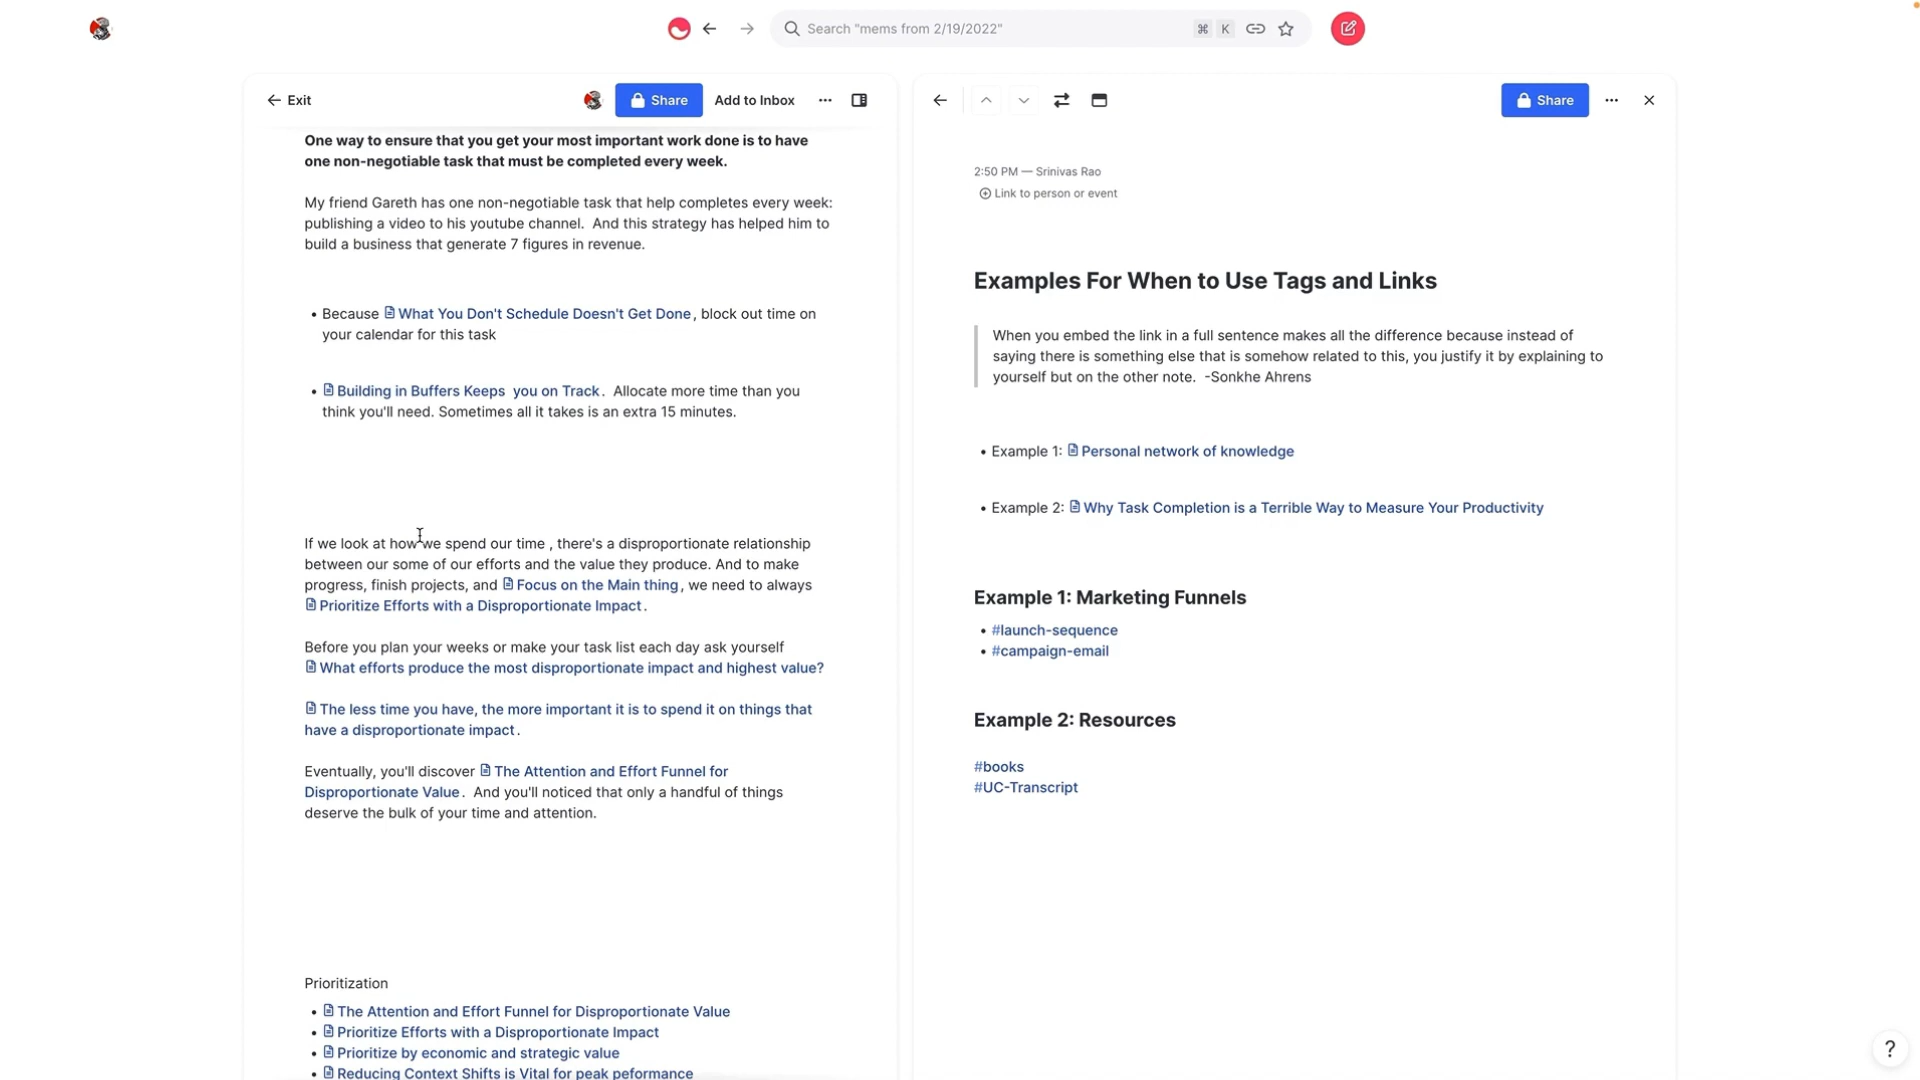 Search "mems from 2/19/2022"
⌘ K
Exit
Share
Add to Inbox
One way to ensure that you get your most important work done is to have
one non-negotiable task that must be completed every week.
My friend Gareth has one non-negotiable task that help completes every week:
publishing a video to his youtube channel.  And this strategy has helped him to
build a business that generate 7 figures in revenue.
• Because What You Don't Schedule Doesn't Get Done, block out time on
your calendar for this task
• Building in Buffers Keeps  you on Track.  Allocate more time than you
think you'll need. Sometimes all it takes is an extra 15 minutes.
If we look at how we spend our time , there's a disproportionate relationship
between our some of our efforts and the value they produce. And to make
progress, finish projects, and Focus on the Main thing, we need to always
Prioritize Efforts with a Disproportionate Impact.
Before you plan your weeks or make your task list each day ask yourself
What efforts produce the most disproportionate impact and highest value?
The less time you have, the more important it is to spend it on things that
have a disproportionate impact.
Eventually, you'll discover The Attention and Effort Funnel for
Disproportionate Value.  And you'll noticed that only a handful of things
deserve the bulk of your time and attention.
Prioritization
• The Attention and Effort Funnel for Disproportionate Value
• Prioritize Efforts with a Disproportionate Impact
• Prioritize by economic and strategic value
• Reducing Context Shifts is Vital for peak peformance
Share
2:50 PM — Srinivas Rao
Link to person or event
Examples For When to Use Tags and Links
When you embed the link in a full sentence makes all the difference because instead of
saying there is something else that is somehow related to this, you justify it by explaining to
yourself but on the other note.  -Sonkhe Ahrens
• Example 1: Personal network of knowledge
• Example 2: Why Task Completion is a Terrible Way to Measure Your Productivity
Example 1: Marketing Funnels
• #launch-sequence
• #campaign-email
Example 2: Resources
#books
#UC-Transcript
?